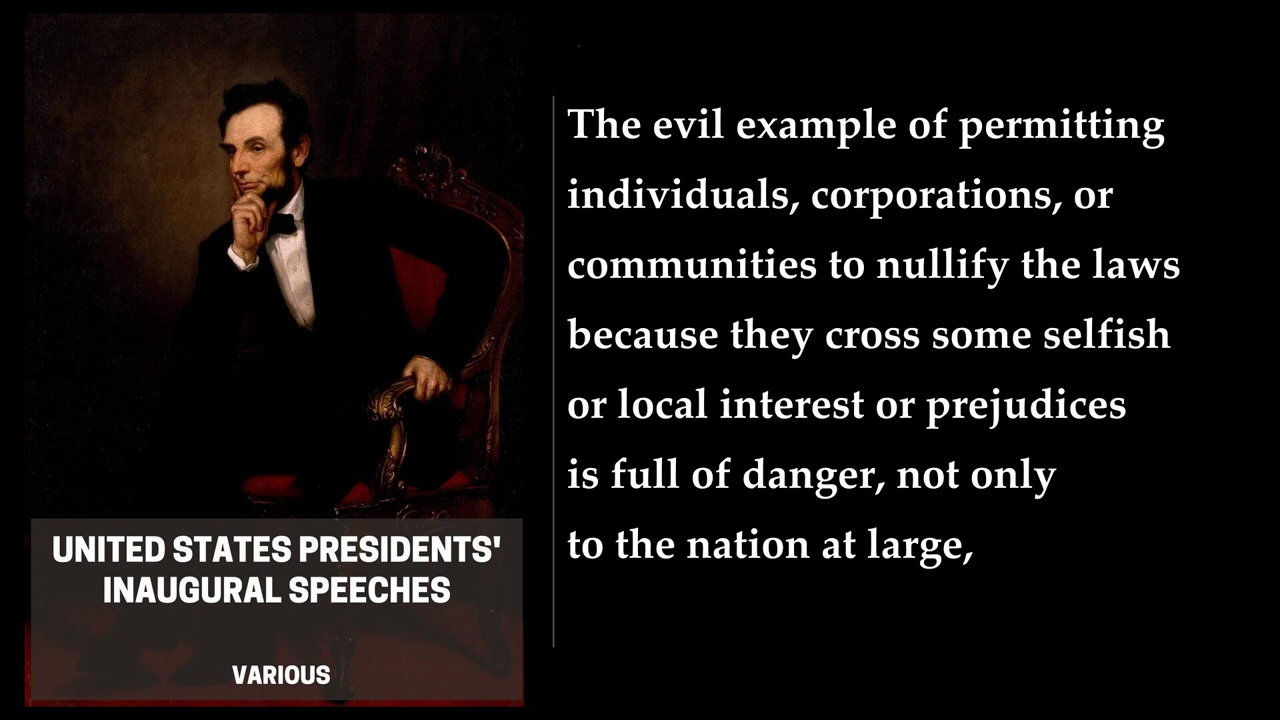 The evil example of permitting
individuals, corporations, or
communities to nullify the laws
because they cross some selfish
or local interest or prejudices
is full of danger, not only
to the nation at large,
UNITED STATES PRESIDENTS'
INAUGURAL SPEECHES
VARIOUS